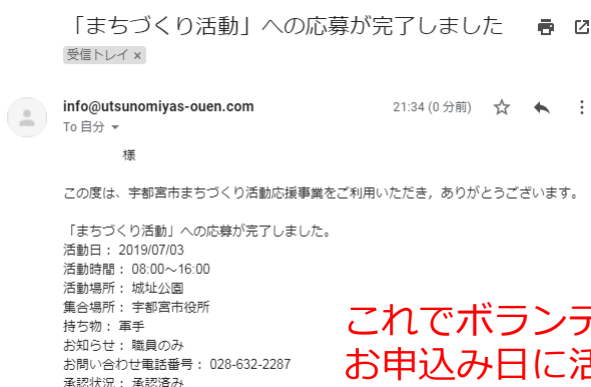 「まちづくり活動」への応募が完了しました
受信トレイ ×
info@utsunomiyas-ouen.com
21:34 (0 分前)
To 自分
様
この度は、宇都宮市まちづくり活動応援事業をご利用いただき，ありがとうございます。
「まちづくり活動」への応募が完了しました。
活動日： 2019/07/03
活動時間： 08:00～16:00
活動場所： 城址公園
集合場所： 宇都宮市役所
持ち物： 軍手
お知らせ： 職員のみ
お問い合わせ電話番号： 028-632-2287
承認状況： 承認済み
これでボランテ
お申込み日に活